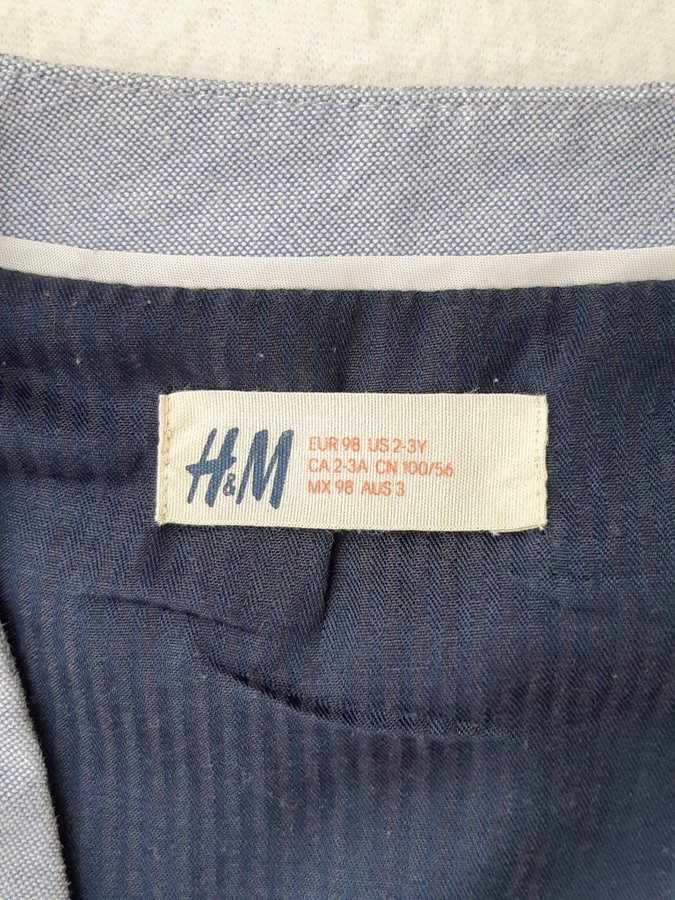 H&M
EUR 98 US 2-3Y
CA 2-3A CN 100/56
MX 98 AUS 3